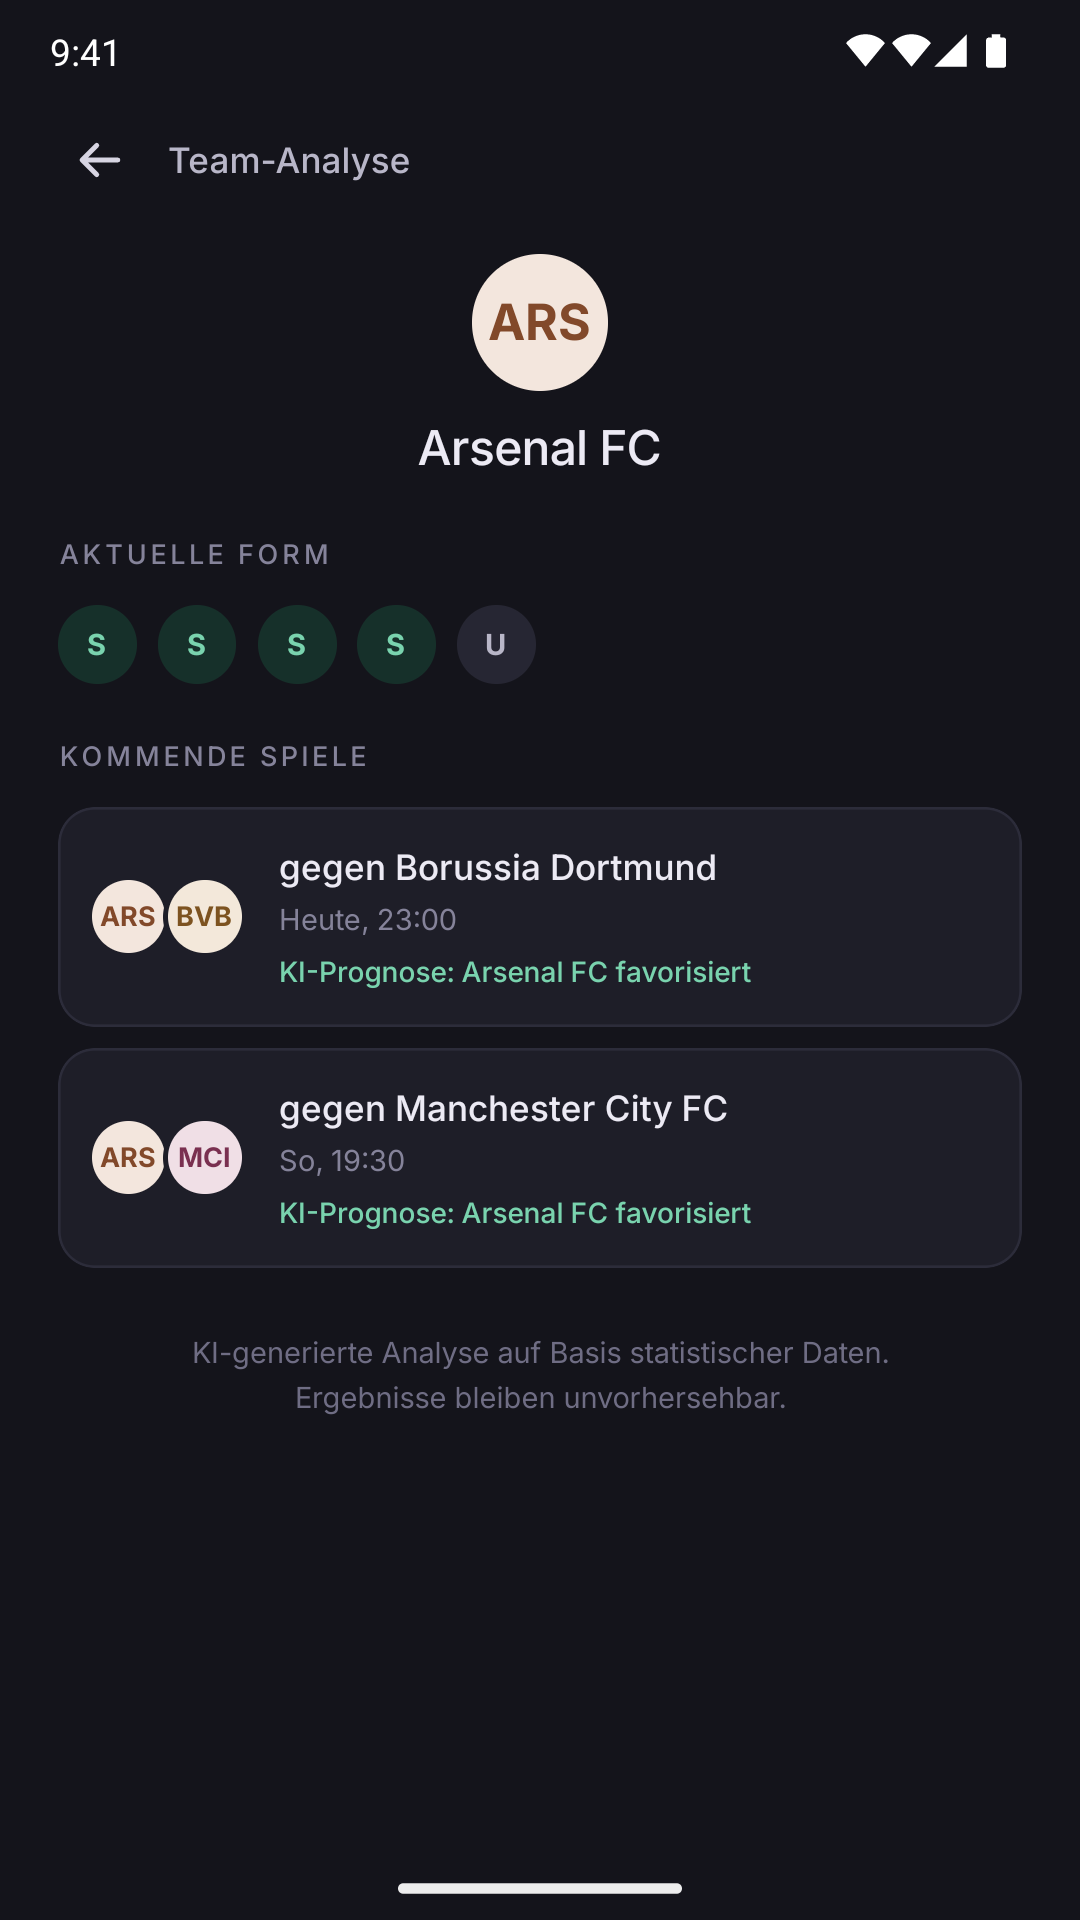 9:41
Team-Analyse
ARS
Arsenal FC
AKTUELLE FORM
S S S S U
KOMMENDE SPIELE
gegen Borussia Dortmund
ARS BVB
Heute, 23:00
KI-Prognose: Arsenal FC favorisiert
gegen Manchester City FC
ARS MCI
So, 19:30
KI-Prognose: Arsenal FC favorisiert
KI-generierte Analyse auf Basis statistischer Daten.
Ergebnisse bleiben unvorhersehbar.